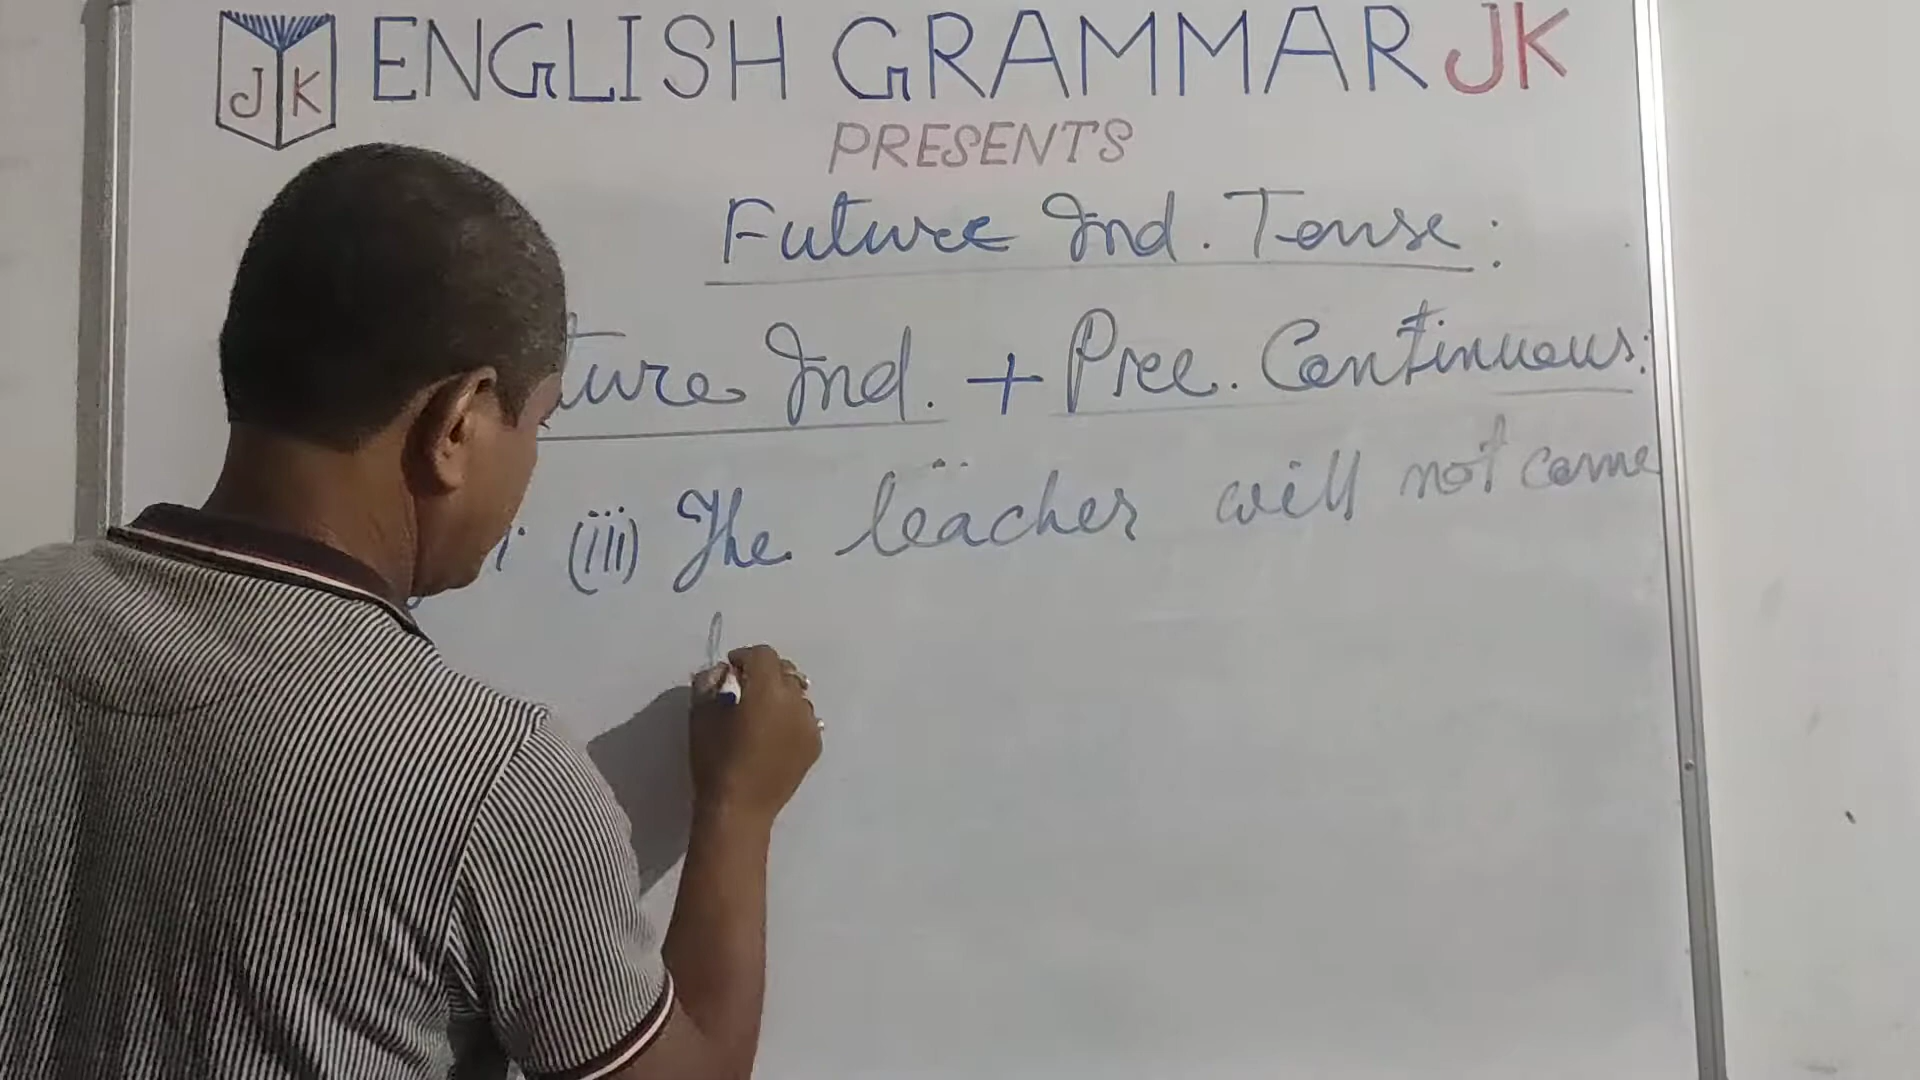 JK ENGLISH GRAMMAR JK
PRESENTS
Future Ind. Tense:
ture Ind. + Pre. Continuous:
(iii) The teacher will not come